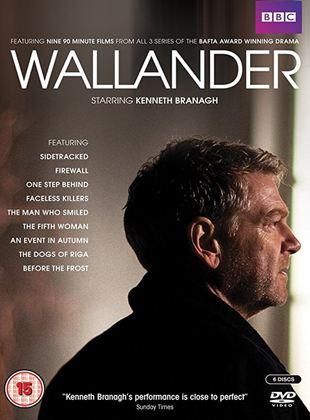 BBC
FEATURING NINE 90 MINUTE FILMS FROM ALL 3 SERIES OF THE BAFTA AWARD WINNING DRAMA
WALLANDER
STARRING KENNETH BRANAGH
FEATURING
SIDETRACKED
FIREWALL
ONE STEP BEHIND
FACELESS KILLERS
THE MAN WHO SMILED
THE FIFTH WOMAN
AN EVENT IN AUTUMN
THE DOGS OF RIGA
BEFORE THE FROST
15
"Kenneth Branagh's performance is close to perfect"
Sunday Times
6 DISCS
DVD
VIDEO